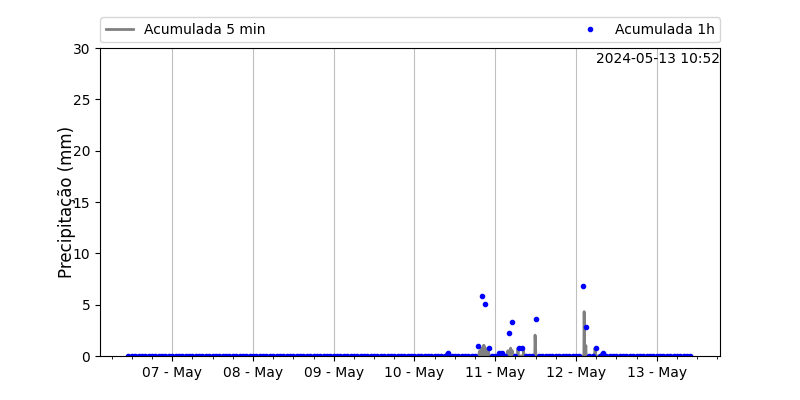 Acumulada 5 min
Acumulada 1h
2024-05-13 10:52
Precipitação (mm)
30
25
20
15
10
5
0
07 - May
08 - May
09 - May
10 - May
11 - May
12 - May
13 - May